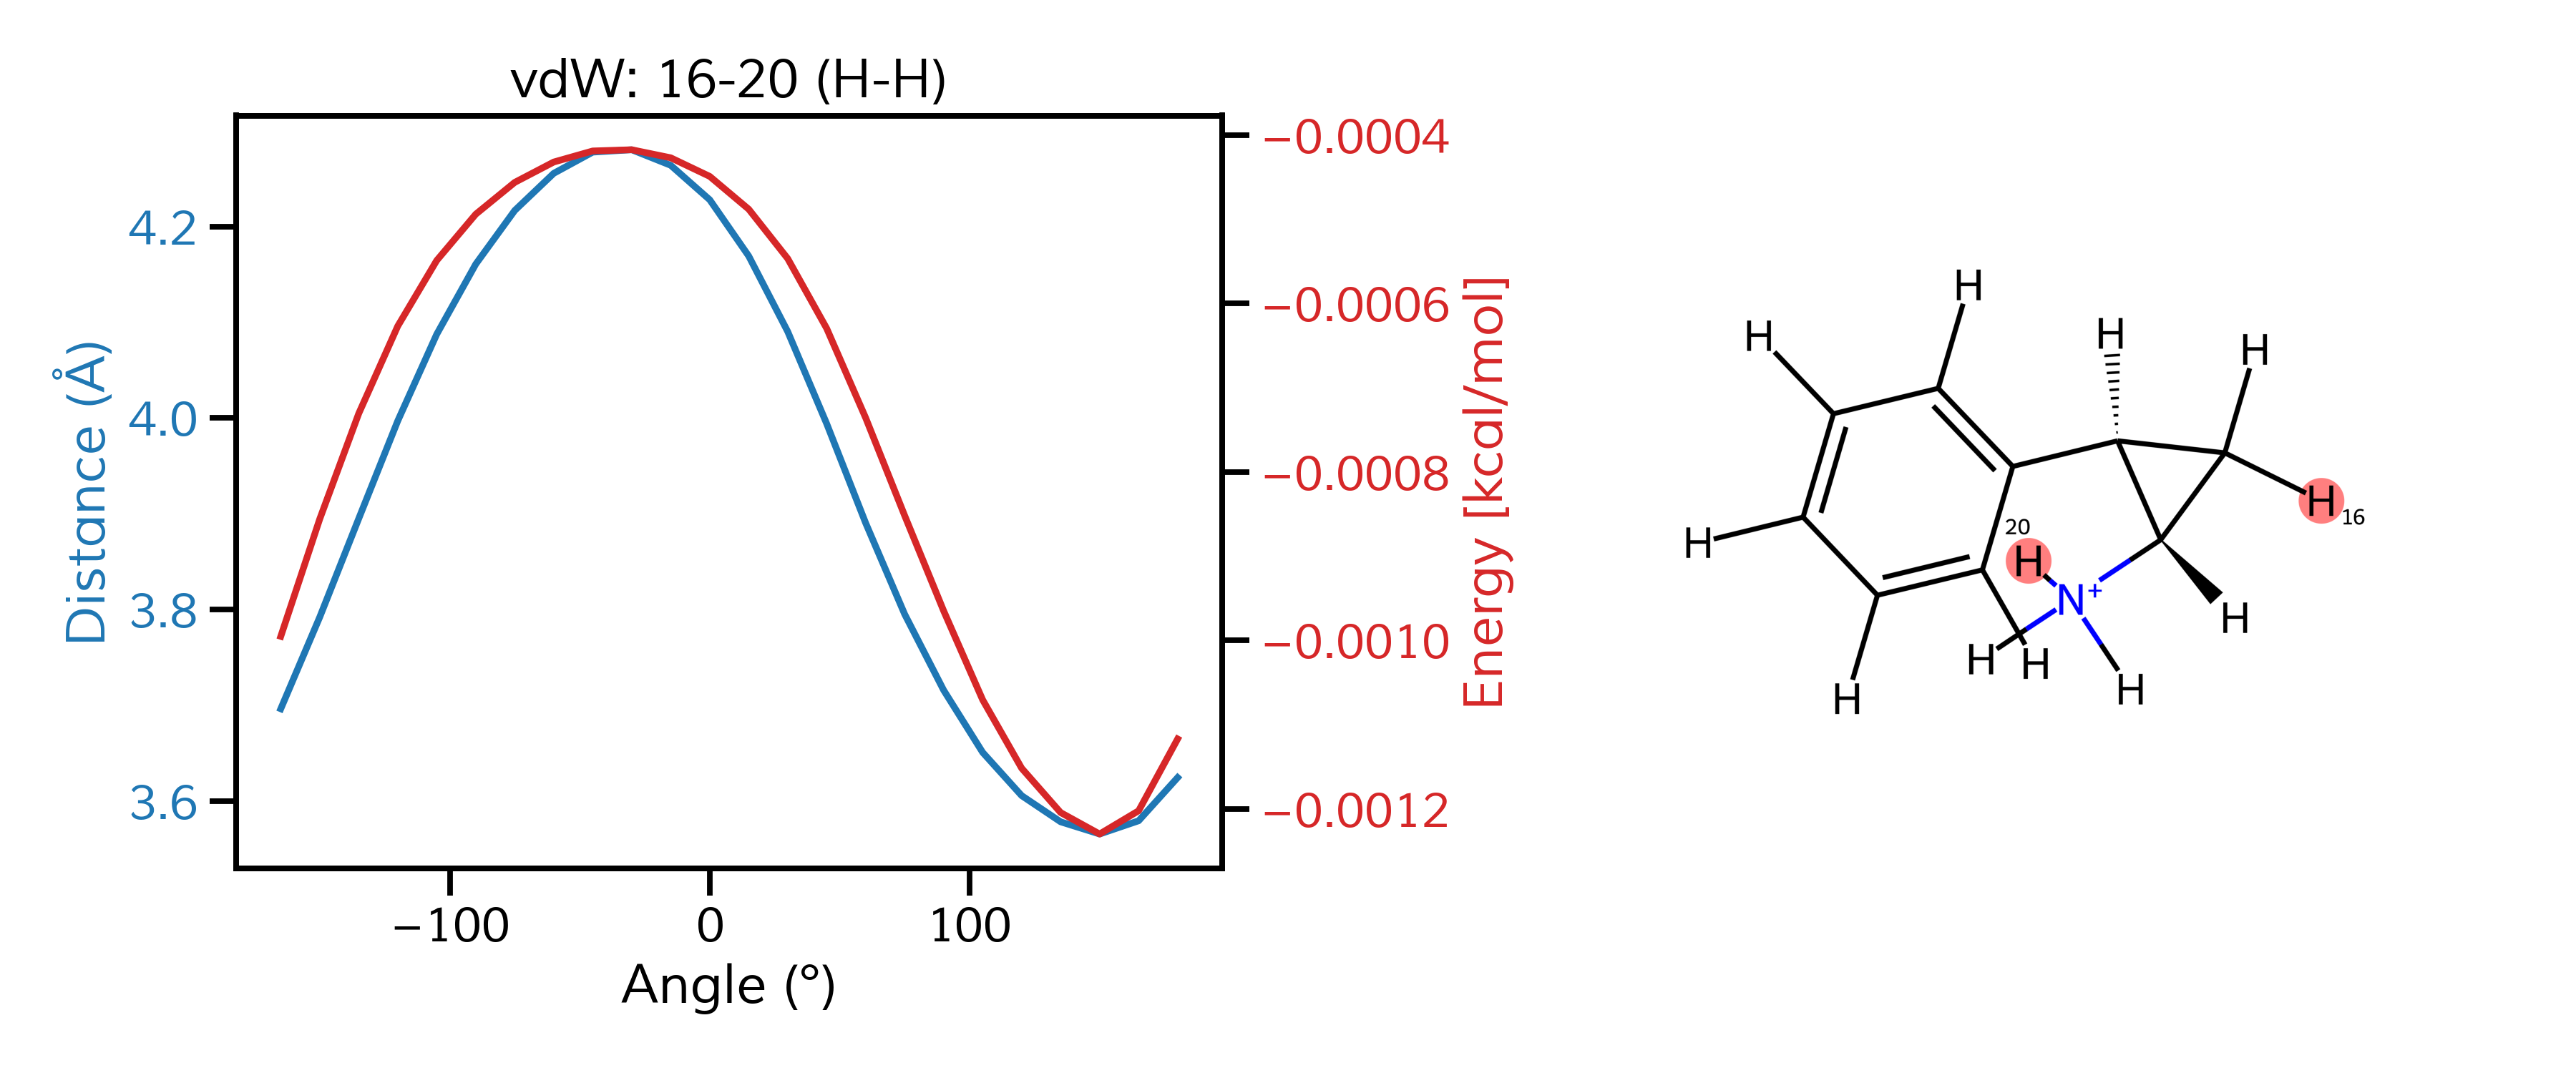 vdW: 16-20 (H-H)
Distance (Å)
4.2
4.0
3.8
3.6
−100
0
100
Angle (°)
−0.0004
−0.0006
−0.0008
−0.0010
−0.0012
Energy [kcal/mol]
H
H
H
H
H
H 16
20
H
H
N+
H
H
H
H
H